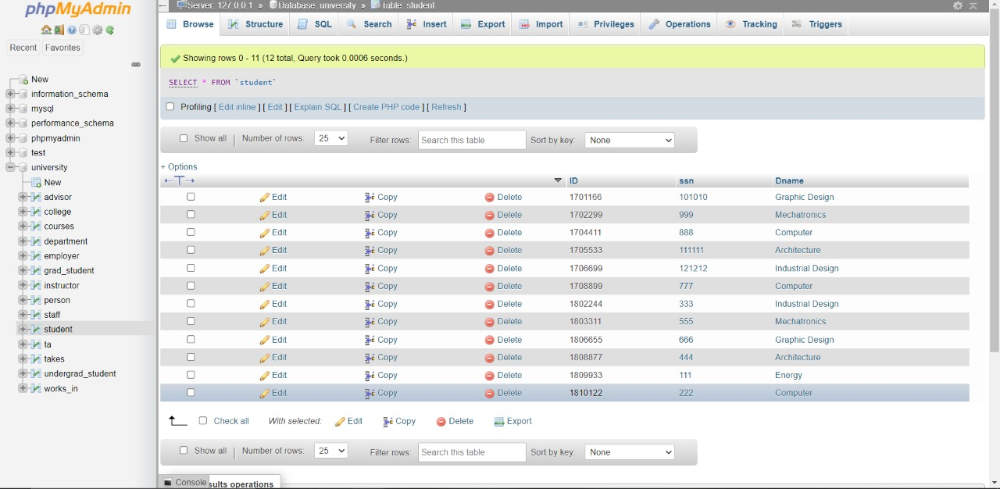 phpMyAdmin
Recent Favorites
New
information_schema
mysql
performance_schema
phpmyadmin
test
university
New
advisor
college
courses
department
employer
grad_student
instructor
person
staff
student
ta
takes
undergrad_student
works_in
Server: 127.0.0.1 » Database: university » Table: student
Browse Structure SQL Search Insert Export Import Privileges Operations Tracking Triggers
Showing rows 0 - 11 (12 total, Query took 0.0006 seconds.)
SELECT * FROM `student`
Profiling [ Edit inline ] [ Edit ] [ Explain SQL ] [ Create PHP code ] [ Refresh ]
Show all | Number of rows: 25 Filter rows: Search this table Sort by key: None
+ Options
←T→ ID ssn Dname
Edit Copy Delete 1701166 101010 Graphic Design
Edit Copy Delete 1702299 999 Mechatronics
Edit Copy Delete 1704411 888 Computer
Edit Copy Delete 1705533 111111 Architecture
Edit Copy Delete 1706699 121212 Industrial Design
Edit Copy Delete 1708899 777 Computer
Edit Copy Delete 1802244 333 Industrial Design
Edit Copy Delete 1803311 555 Mechatronics
Edit Copy Delete 1806655 666 Graphic Design
Edit Copy Delete 1808877 444 Architecture
Edit Copy Delete 1809933 111 Energy
Edit Copy Delete 1810122 222 Computer
Check all With selected: Edit Copy Delete Export
Show all | Number of rows: 25 Filter rows: Search this table Sort by key: None
Console sults operations